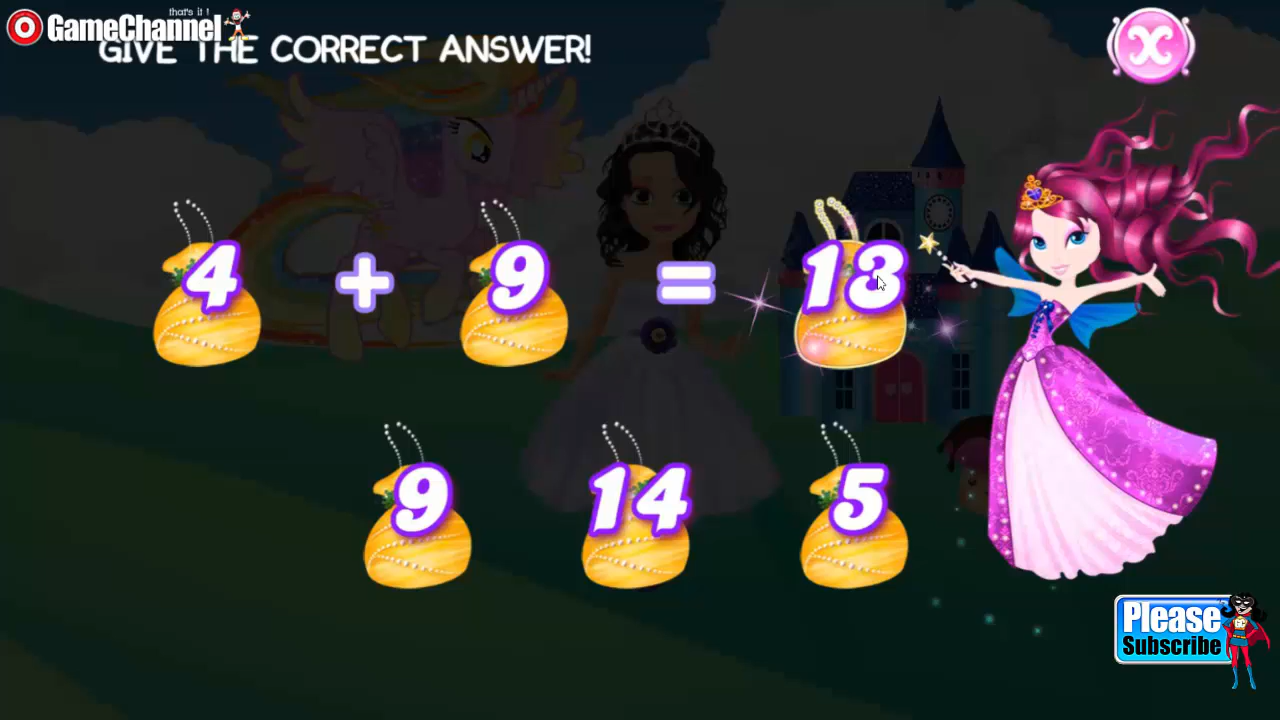 that's it !
GameChannel
GIVE THE CORRECT ANSWER!
x
4 + 9 = 13
9 14 5
Please
Subscribe